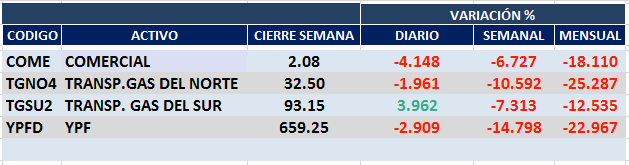 VARIACIÓN %
CODIGO ACTIVO CIERRE SEMANA DIARIO SEMANAL MENSUAL
COME COMERCIAL 2.08 -4.148 -6.727 -18.110
TGNO4 TRANSP.GAS DEL NORTE 32.50 -1.961 -10.592 -25.287
TGSU2 TRANSP. GAS DEL SUR 93.15 3.962 -7.313 -12.535
YPFD YPF 659.25 -2.909 -14.798 -22.967